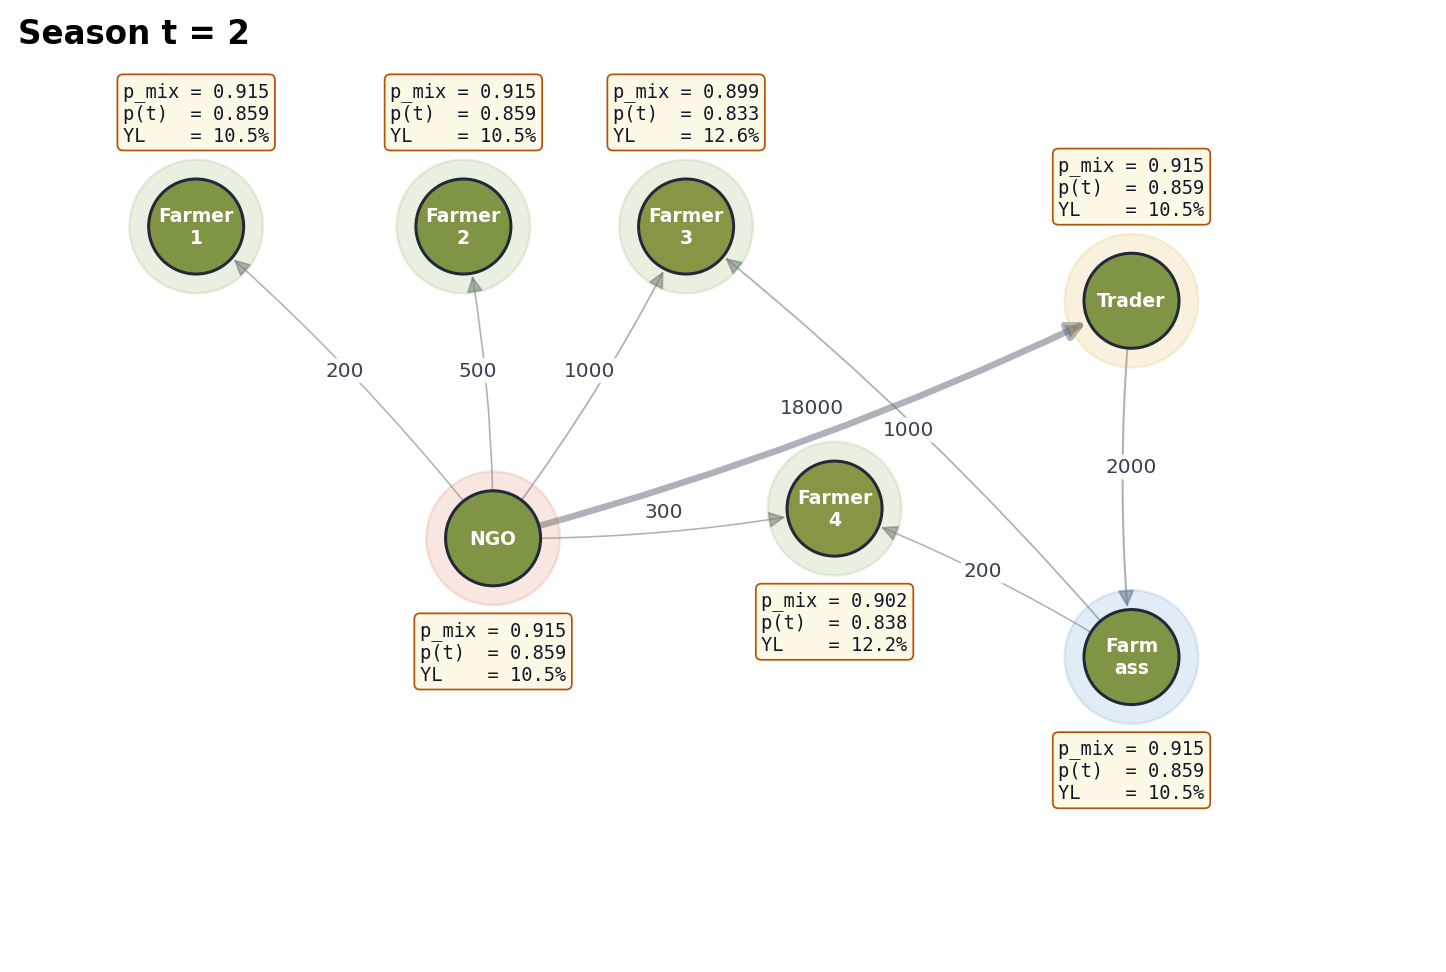 Season t = 2
p_mix = 0.915
p(t)  = 0.859
YL    = 10.5%
p_mix = 0.915
p(t)  = 0.859
YL    = 10.5%
p_mix = 0.899
p(t)  = 0.833
YL    = 12.6%
p_mix = 0.915
p(t)  = 0.859
YL    = 10.5%
Farmer
1
Farmer
2
Farmer
3
Trader
200
500
1000
18000
1000
2000
300
Farmer
4
NGO
200
p_mix = 0.915
p(t)  = 0.859
YL    = 10.5%
p_mix = 0.902
p(t)  = 0.838
YL    = 12.2%
Farm
ass
p_mix = 0.915
p(t)  = 0.859
YL    = 10.5%